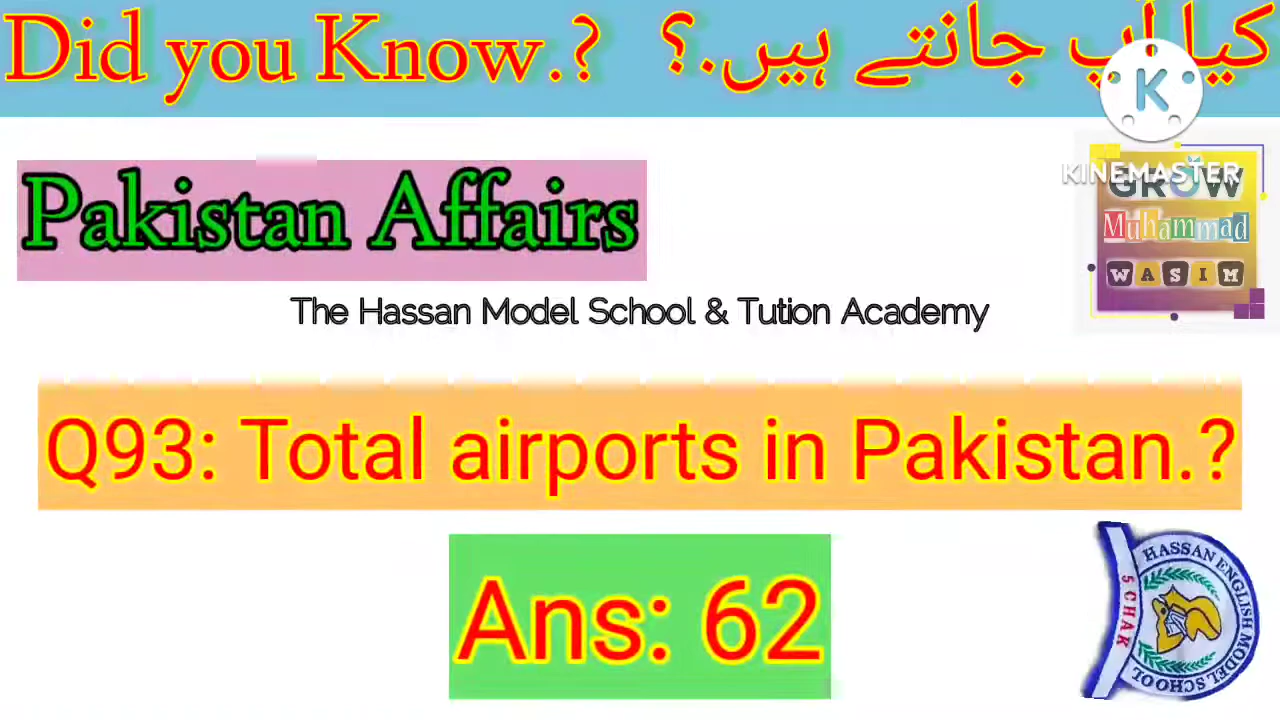 Did you Know.? کیا آپ جانتے ہیں.؟
K
KINEMASTER
Pakistan Affairs
GROW
Muhammad
WASIM
The Hassan Model School & Tution Academy
Q93: Total airports in Pakistan.?
Ans: 62
HASSAN ENGLISH MODEL SCHOOL
5 CHAK